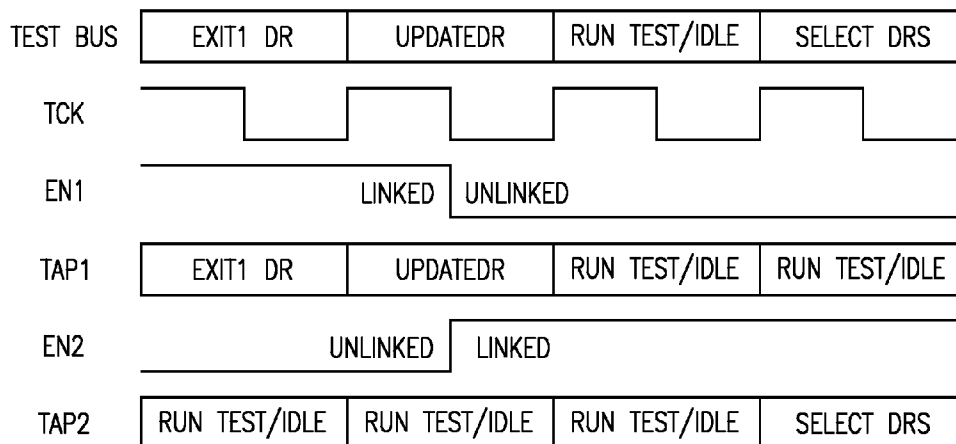 TEST BUS EXIT1 DR UPDATEDR RUN TEST/IDLE SELECT DRS
TCK
EN1 LINKED UNLINKED
TAP1 EXIT1 DR UPDATEDR RUN TEST/IDLE RUN TEST/IDLE
EN2 UNLINKED LINKED
TAP2 RUN TEST/IDLE RUN TEST/IDLE RUN TEST/IDLE SELECT DRS